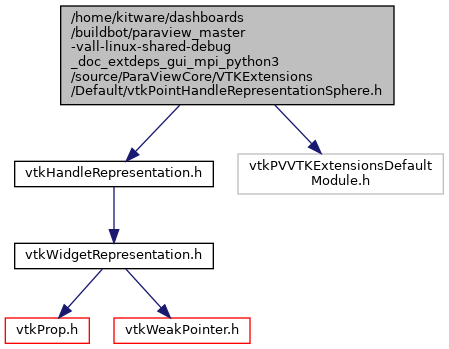 /home/kitware/dashboards
/buildbot/paraview_master
-vall-linux-shared-debug
_doc_extdeps_gui_mpi_python3
/source/ParaViewCore/VTKExtensions
/Default/vtkPointHandleRepresentationSphere.h
vtkHandleRepresentation.h
vtkPVVTKExtensionsDefault
Module.h
vtkWidgetRepresentation.h
vtkProp.h
vtkWeakPointer.h